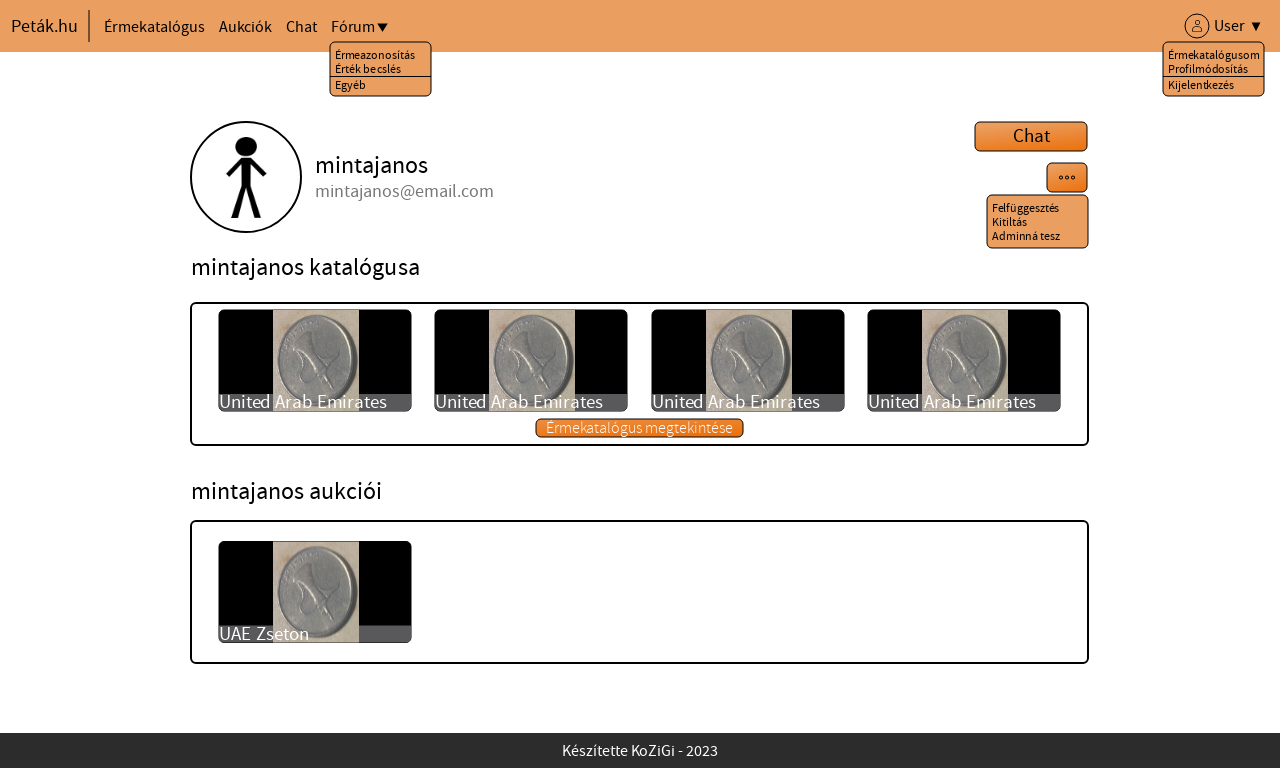 Peták.hu
Érmekatalógus
Aukciók
Chat
Fórum▼
User ▼
Érmeazonosítás
Érték becslés
Egyéb
Érmekatalógusom
Profilmódosítás
Kijelentkezés
mintajanos
mintajanos@email.com
Chat
Felfüggesztés
Kitiltás
Adminná tesz
mintajanos katalógusa
United Arab Emirates
United Arab Emirates
United Arab Emirates
United Arab Emirates
Érmekatalógus megtekintése
mintajanos aukciói
UAE Zseton
Készítette KoZiGi - 2023